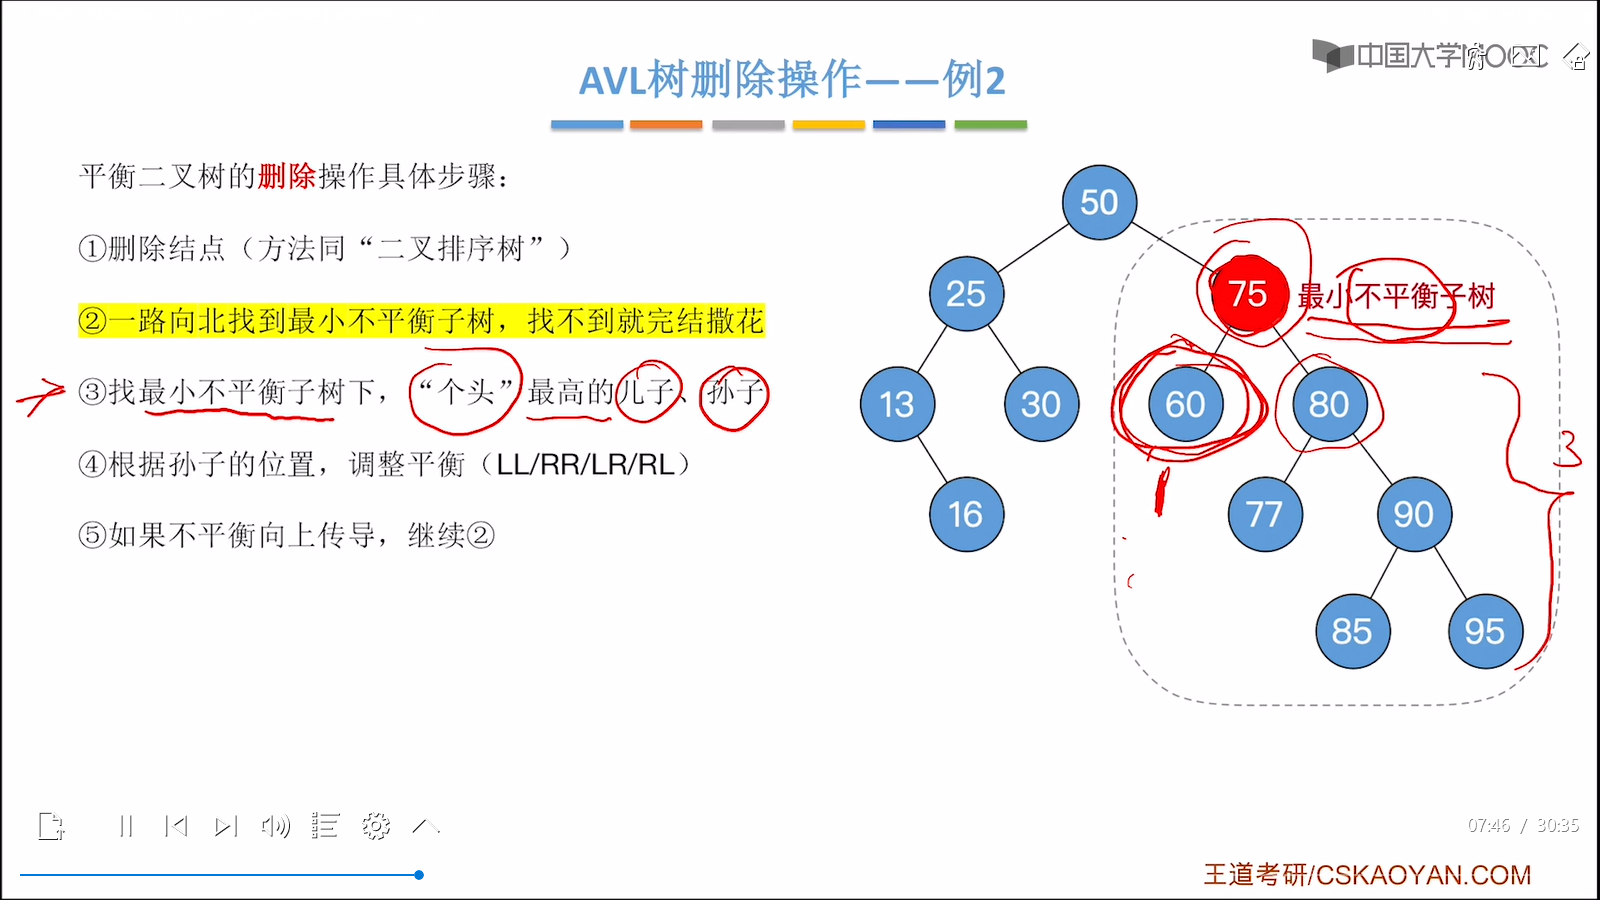 中国大学MOOC
AVL树删除操作——例2
平衡二叉树的删除操作具体步骤：
①删除结点（方法同“二叉排序树”）
②一路向北找到最小不平衡子树，找不到就完结撒花
③找最小不平衡子树下，“个头”最高的儿子、孙子
④根据孙子的位置，调整平衡（LL/RR/LR/RL）
⑤如果不平衡向上传导，继续②
50
25
75
最小不平衡子树
13
30
60
80
3
16
77
90
1
85
95
07:46 / 30:35
王道考研/CSKAOYAN.COM